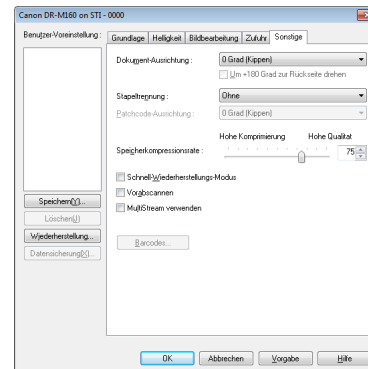 Canon DR-M160 on STI - 0000
Benutzer-Voreinstellung :
Grundlage Helligkeit Bildbearbeitung Zufuhr Sonstige
Dokument-Ausrichtung : 0 Grad (Kippen)
Um +180 Grad zur Rückseite drehen
Stapeltrennung : Ohne
Patchcode-Ausrichtung : 0 Grad (Kippen)
Hohe Komprimierung Hohe Qualität
Speicherkompressionsrate : 75
Schnell-Wiederherstellungs-Modus
Vorabscannen
MultiStream verwenden
Barcodes...
Speichern(Y)...
Löschen(J)
Wiederherstellung...
Datensicherung(X)...
OK Abbrechen Vorgabe Hilfe